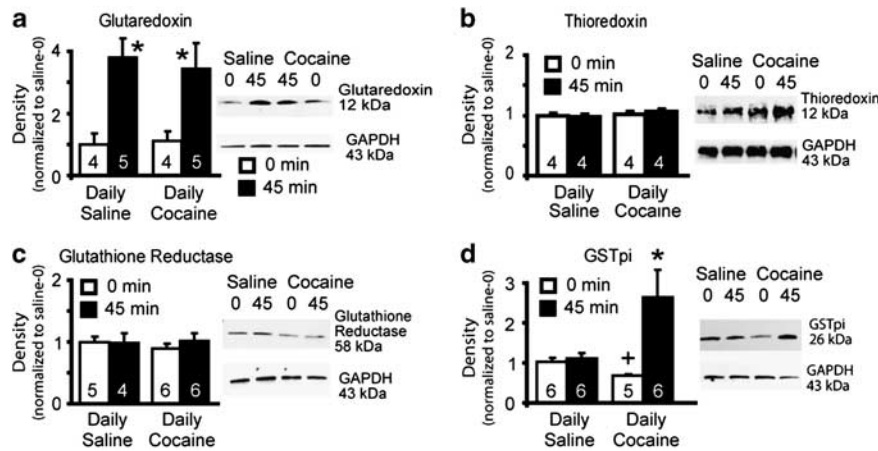 a
Glutaredoxin
Density
(normalized to saline-0)
4
2
0
4
5
4
5
*
*
Daily
Saline
Daily
Cocaine
Saline Cocaine
0 45 45 0
Glutaredoxin
12 kDa
GAPDH
43 kDa
0 min
45 min
b
Thioredoxin
Density
(normalized to saline-0)
2
1
0
0 min
45 min
4
4
4
4
Daily
Saline
Daily
Cocaine
Saline Cocaine
0 45 0 45
Thioredoxin
12 kDa
GAPDH
43 kDa
c
Glutathione Reductase
Density
(normalized to saline-0)
2
1
0
0 min
45 min
5
4
6
6
Daily
Saline
Daily
Cocaine
Saline Cocaine
0 45 0 45
Glutathione
Reductase
58 kDa
GAPDH
43 kDa
d
GSTpi
Density
(normalized to saline-0)
3
2
1
0
0 min
45 min
+
*
6
6
5
6
Daily
Saline
Daily
Cocaine
Saline Cocaine
0 45 0 45
GSTpi
26 kDa
GAPDH
43 kDa